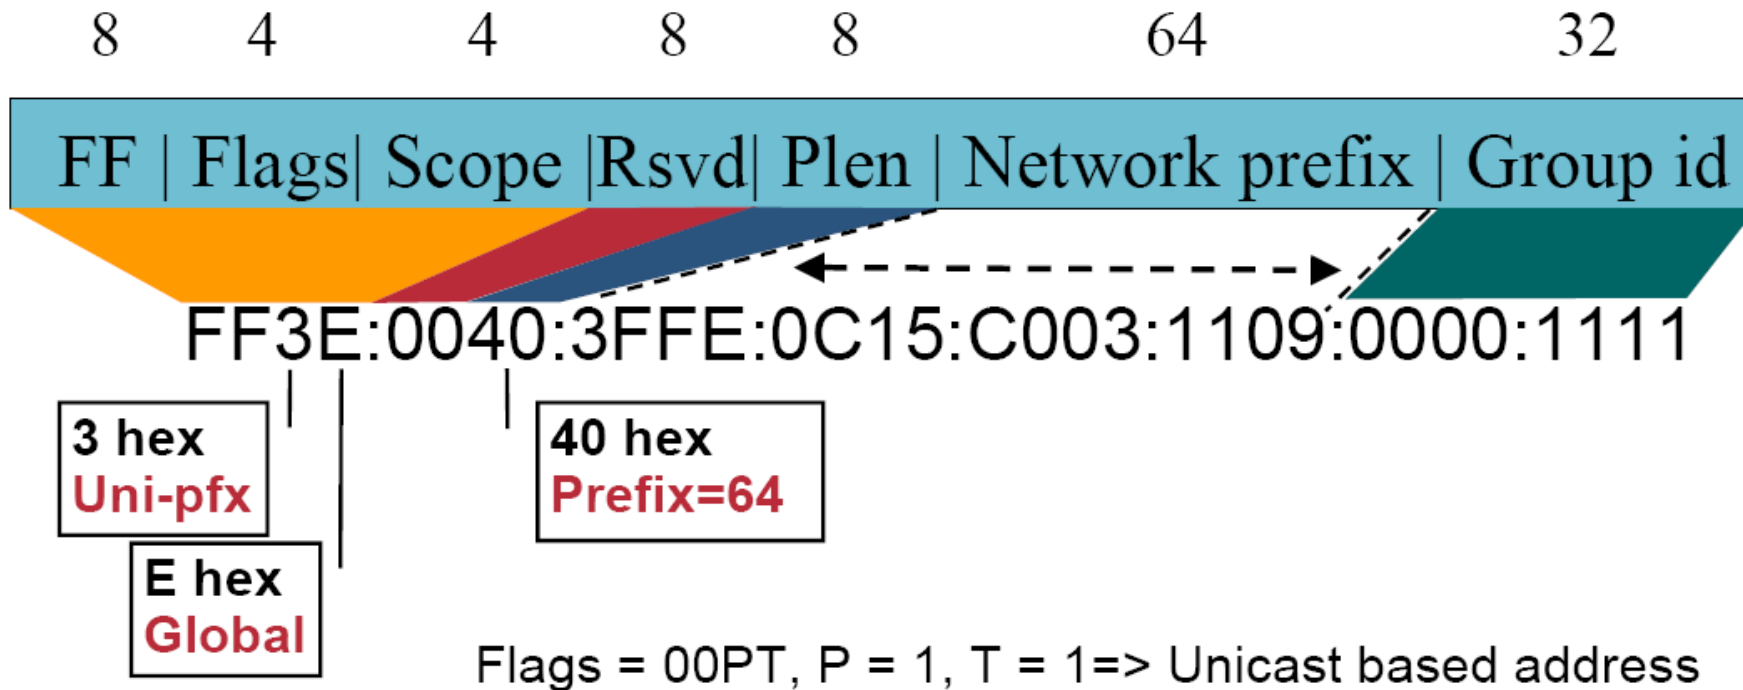 8 4 4 8 8 64 32
FF | Flags| Scope |Rsvd| Plen | Network prefix | Group id
FF3E:0040:3FFE:0C15:C003:1109:0000:1111
3 hex
Uni-pfx
40 hex
Prefix=64
E hex
Global
Flags = 00PT, P = 1, T = 1=> Unicast based address